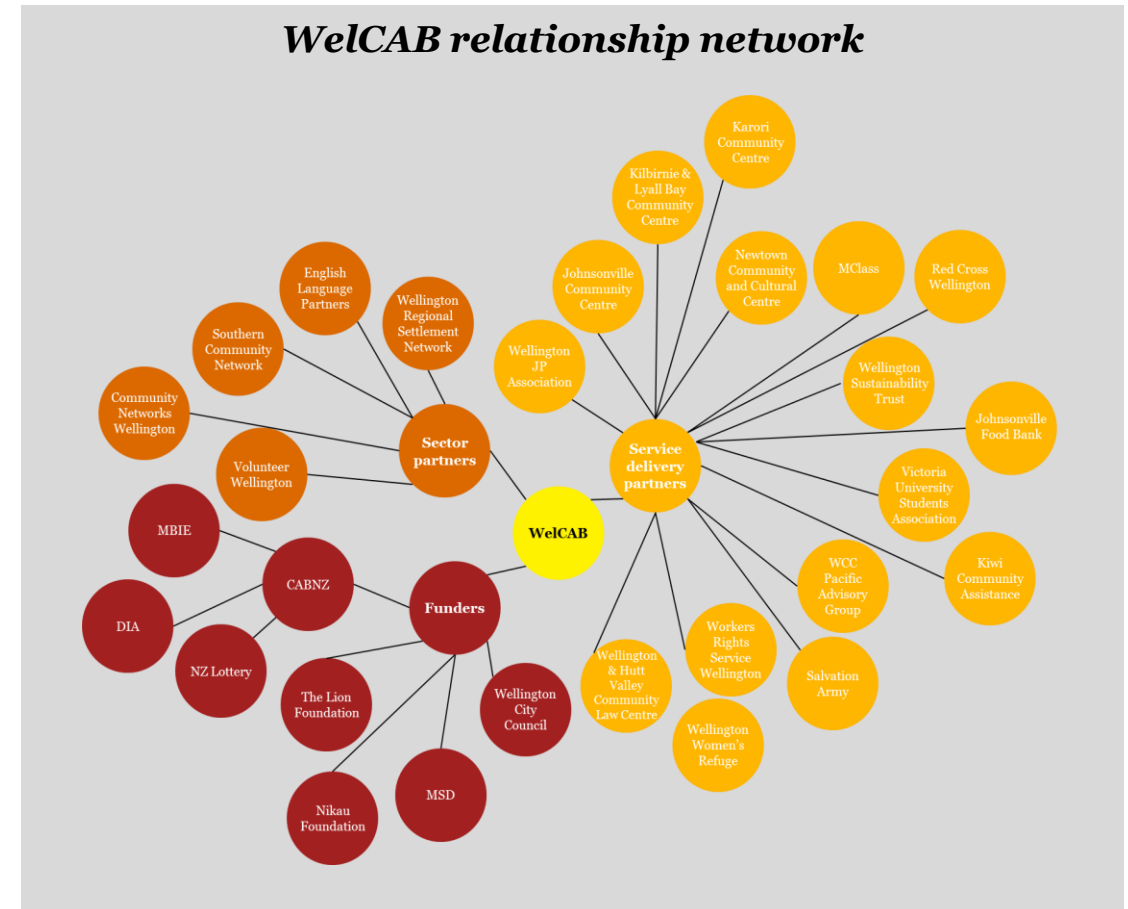 WelCAB relationship network
Karori
Community
Centre
Kilbirnie &
Lyall Bay
Community
Centre
Newtown
Community
and Cultural
Centre
MClass
Red Cross
Wellington
Johnsonville
Community
Centre
English
Language
Partners
Wellington
Regional
Settlement
Network
Southern
Community
Network
Wellington
JP
Association
Wellington
Sustainability
Trust
Community
Networks
Wellington
Johnsonville
Food Bank
Sector
partners
Service
delivery
partners
Volunteer
Wellington
Victoria
University
Students
Association
MBIE
WelCAB
CABNZ
Funders
WCC
Pacific
Advisory
Group
Kiwi
Community
Assistance
DIA
NZ Lottery
Workers
Rights
Service
Wellington
Wellington
& Hutt
Valley
Community
Law Centre
Salvation
Army
The Lion
Foundation
Wellington
City
Council
Wellington
Women's
Refuge
MSD
Nikau
Foundation